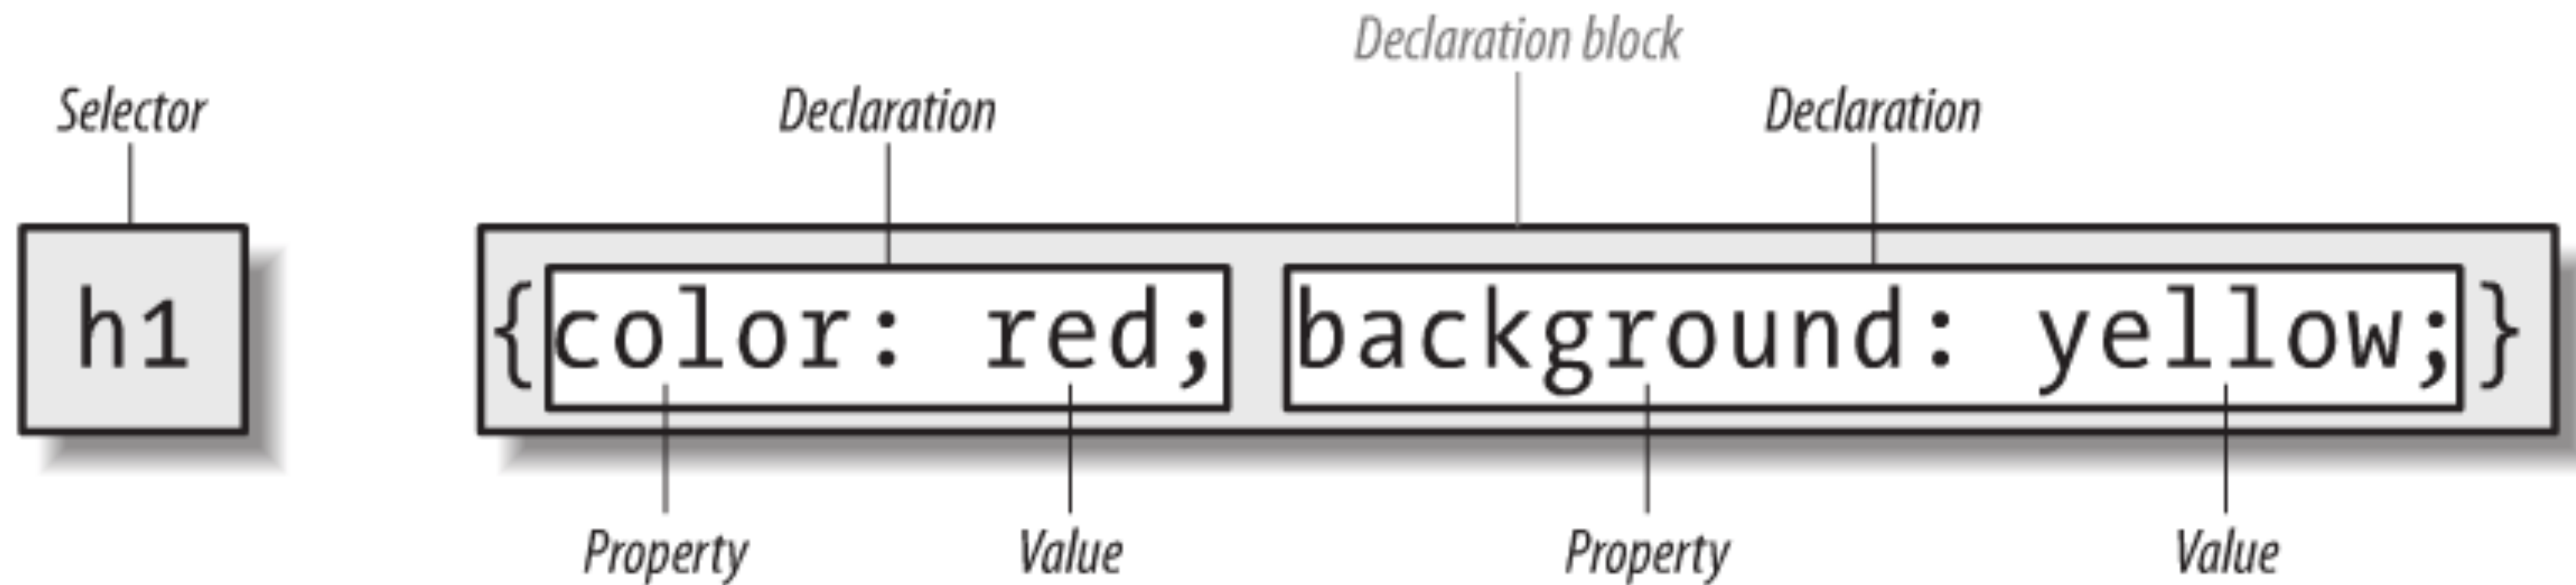 Declaration block
Selector Declaration Declaration
h1 {color: red; background: yellow;}
Property Value Property Value